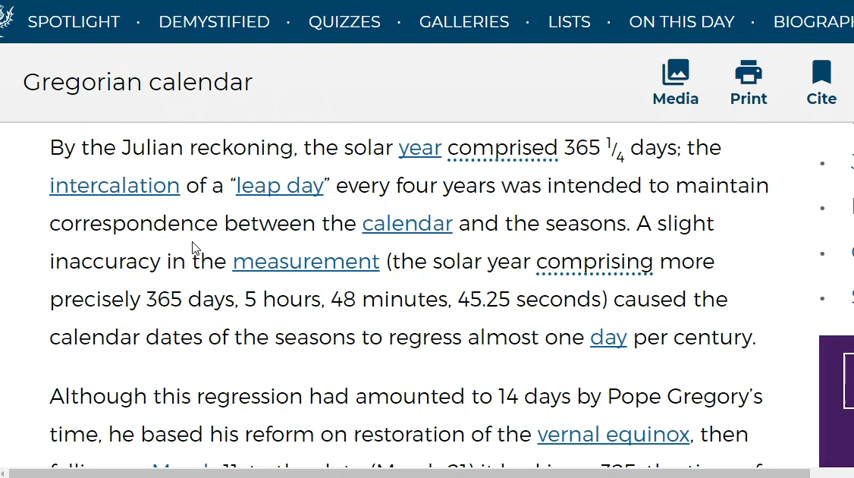 SPOTLIGHT · DEMYSTIFIED · QUIZZES · GALLERIES · LISTS · ON THIS DAY ·
Gregorian calendar
Media Print Cite
By the Julian reckoning, the solar year comprised 365 1/4 days; the
intercalation of a “leap day” every four years was intended to maintain
correspondence between the calendar and the seasons. A slight
inaccuracy in the measurement (the solar year comprising more
precisely 365 days, 5 hours, 48 minutes, 45.25 seconds) caused the
calendar dates of the seasons to regress almost one day per century.
Although this regression had amounted to 14 days by Pope Gregory’s
time, he based his reform on restoration of the vernal equinox, then